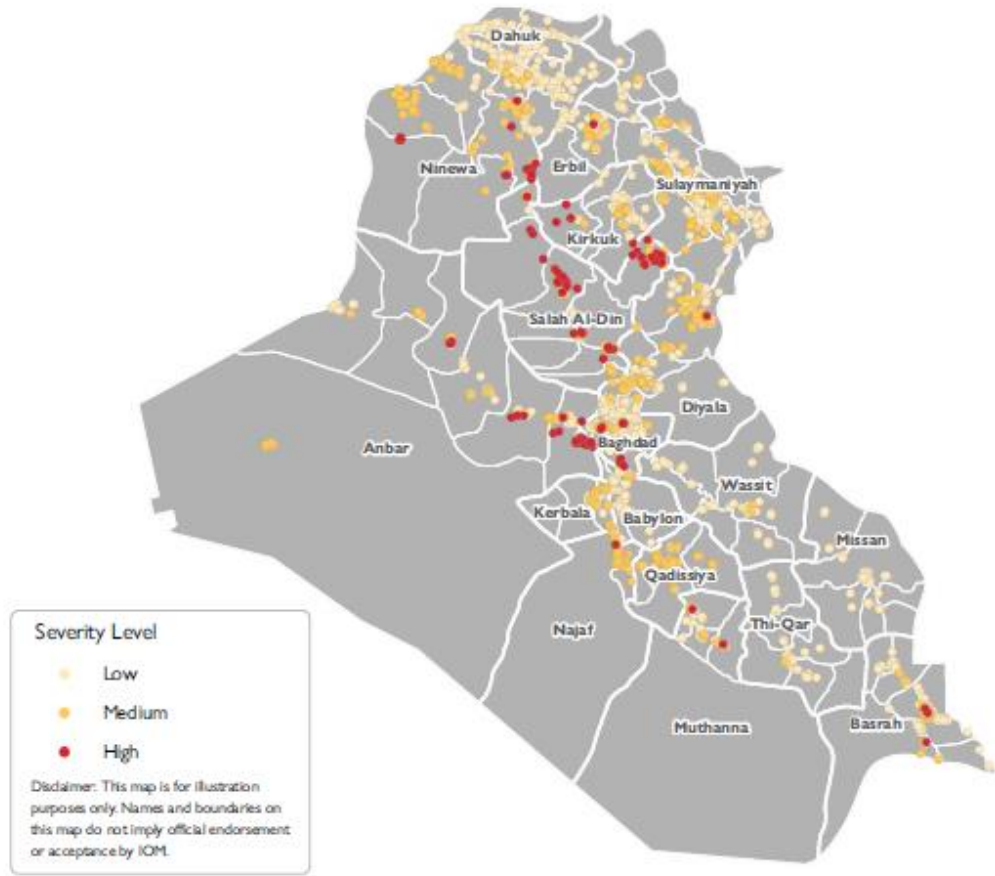 Dahuk
Ninewa
Erbil
Sulaymaniyah
Kirkuk
Salah Al-Din
Diyala
Anbar
Baghdad
Wassit
Kerbala
Babylon
Missan
Qadissiya
Najaf
Thi-Qar
Muthanna
Basrah
Severity Level
Low
Medium
High
Disclaimer: This map is for illustration
purposes only. Names and boundaries on
this map do not imply official endorsement
or acceptance by IOM.